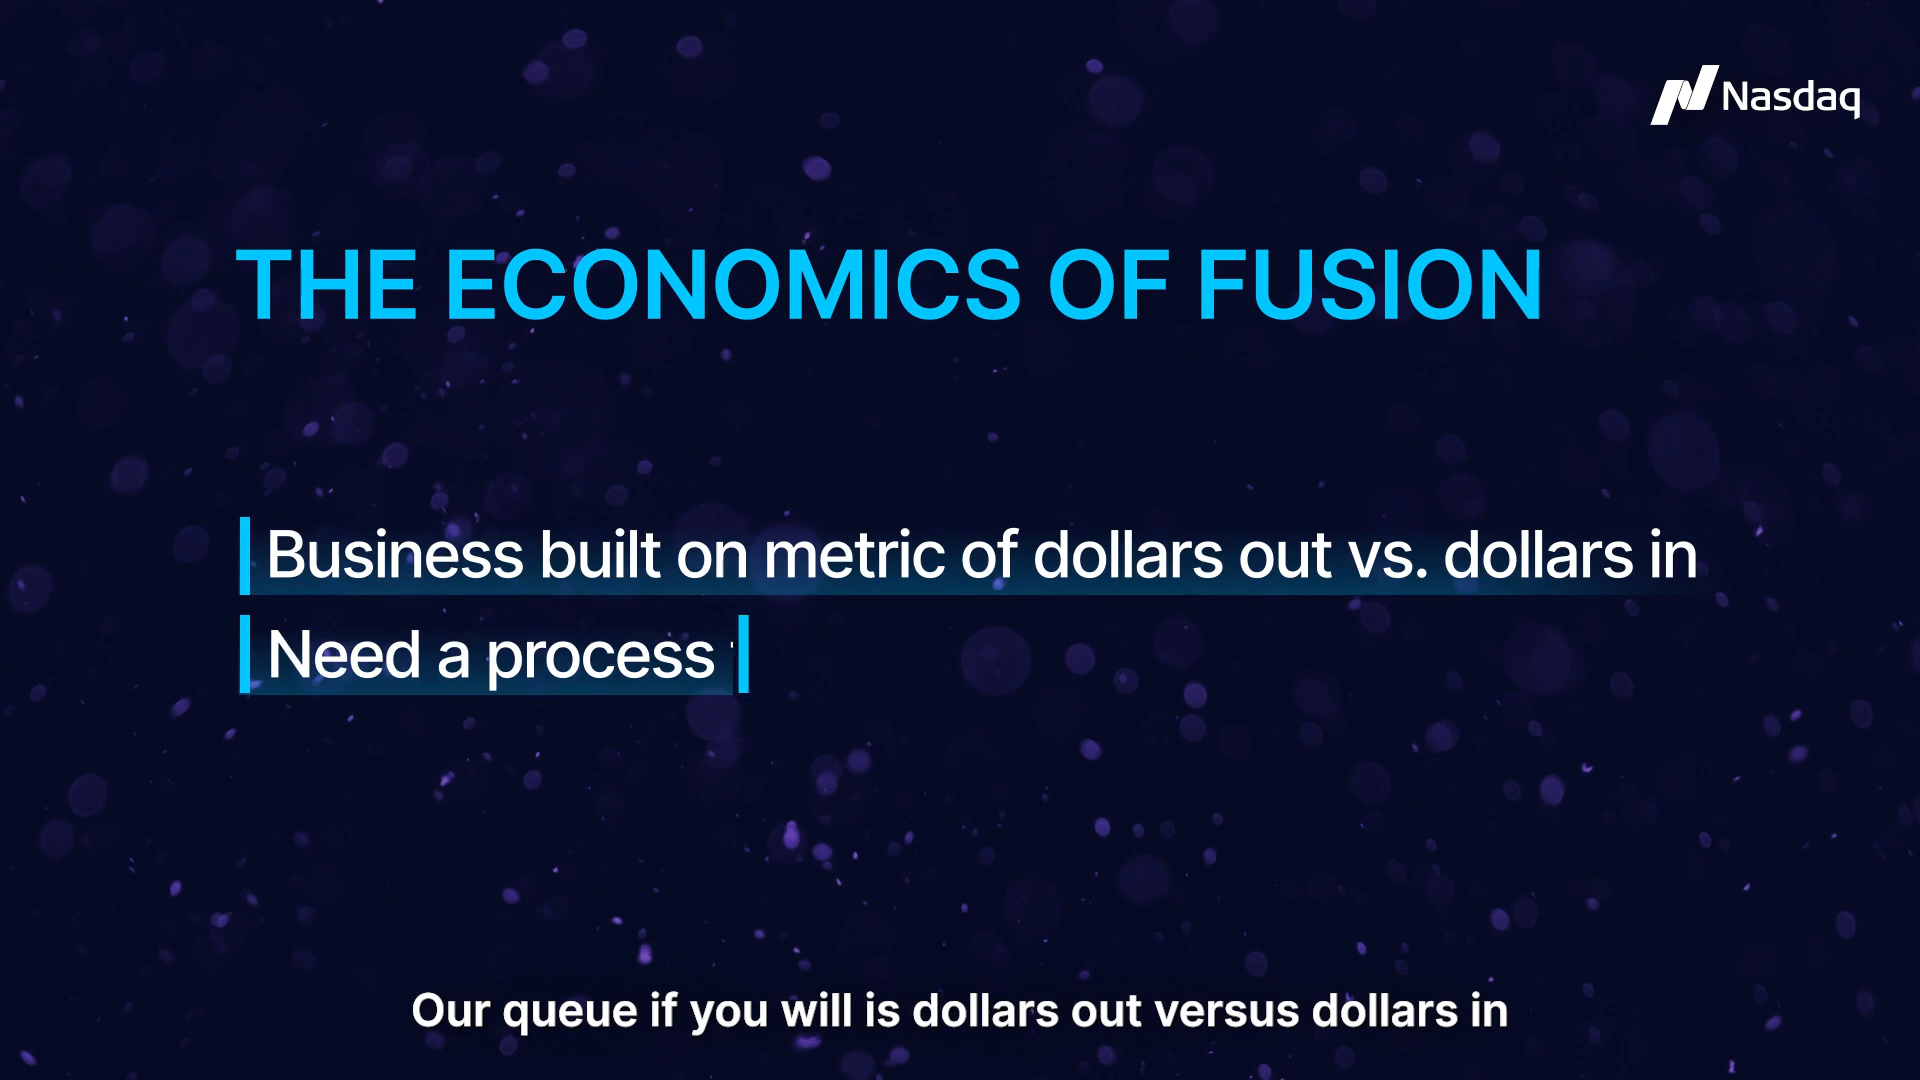 Nasdaq
THE ECONOMICS OF FUSION
Business built on metric of dollars out vs. dollars in
Need a process
Our queue if you will is dollars out versus dollars in